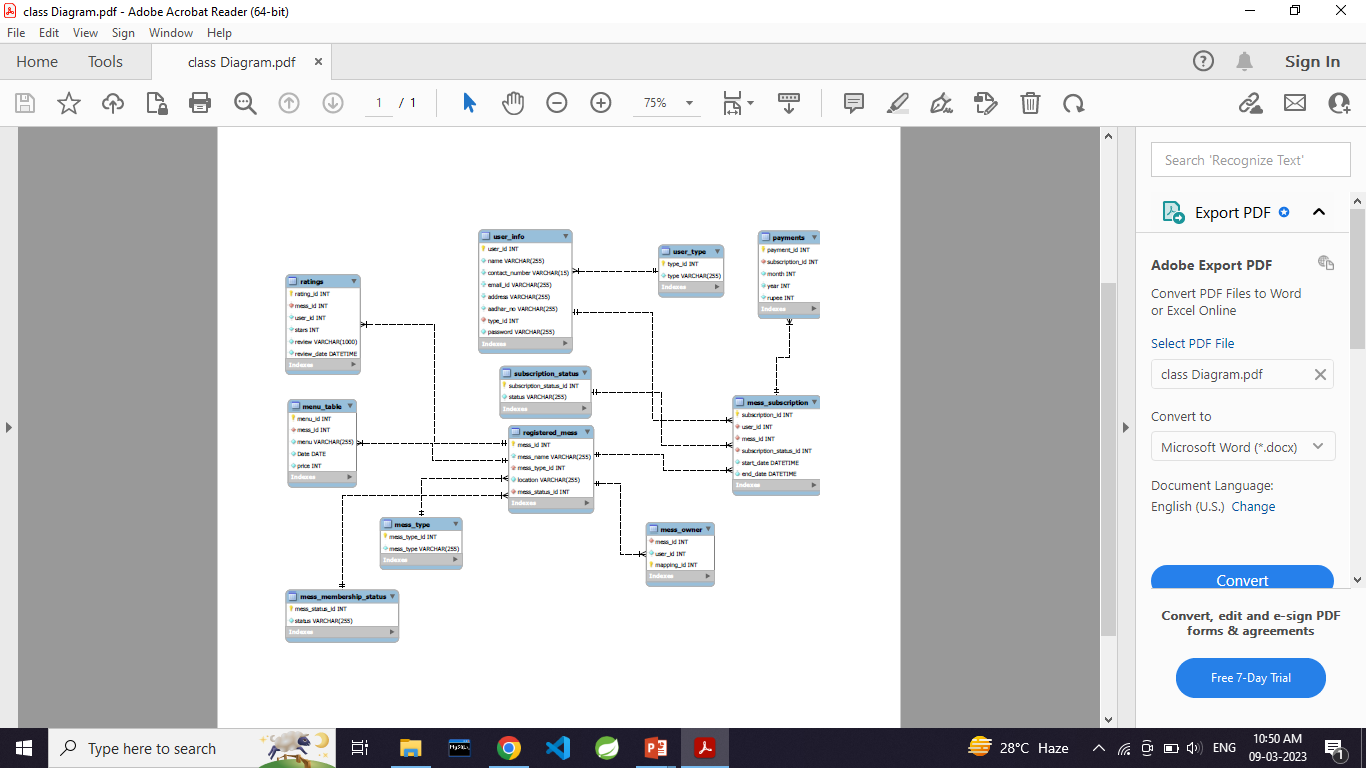 class Diagram.pdf - Adobe Acrobat Reader (64-bit)
File Edit View Sign Window Help
Home Tools class Diagram.pdf × Sign In
1 / 1 75%
user_info
user_id INT
name VARCHAR(255)
contact_number VARCHAR(15)
email_id VARCHAR(255)
address VARCHAR(255)
aadhar_no VARCHAR(255)
type_id INT
password VARCHAR(255)
Indexes
user_type
type_id INT
type VARCHAR(255)
Indexes
payments
payment_id INT
subscription_id INT
month INT
year INT
rupee INT
Indexes
ratings
rating_id INT
mess_id INT
user_id INT
stars INT
review VARCHAR(1000)
review_date DATETIME
Indexes
subscription_status
subscription_status_id INT
status VARCHAR(255)
Indexes
menu_table
menu_id INT
mess_id INT
menu VARCHAR(255)
Date DATE
price INT
Indexes
registered_mess
mess_id INT
mess_name VARCHAR(255)
mess_type_id INT
location VARCHAR(255)
mess_status_id INT
Indexes
mess_subscription
subscription_id INT
user_id INT
mess_id INT
subscription_status_id INT
start_date DATETIME
end_date DATETIME
Indexes
mess_type
mess_type_id INT
mess_type VARCHAR(255)
Indexes
mess_owner
mess_id INT
user_id INT
mapping_id INT
Indexes
mess_membership_status
mess_status_id INT
status VARCHAR(255)
Indexes
Search 'Recognize Text'
Export PDF
Adobe Export PDF
Convert PDF Files to Word
or Excel Online
Select PDF File
class Diagram.pdf
Convert to
Microsoft Word (*.docx)
Document Language:
English (U.S.) Change
Convert
Convert, edit and e-sign PDF
forms & agreements
Free 7-Day Trial
Type here to search
MySQL
28°C Haze
ENG
10:50 AM
09-03-2023
1